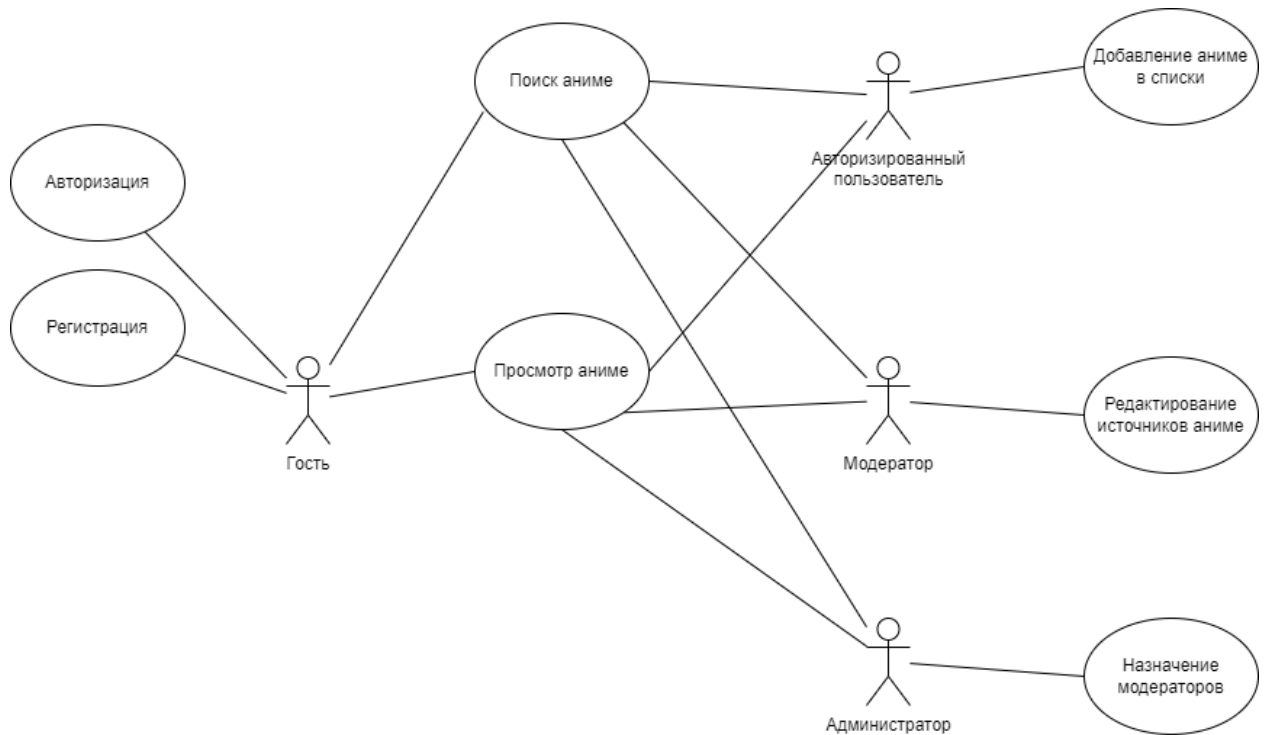 Поиск аниме
Добавление аниме
в списки
Авторизированный
пользователь
Авторизация
Регистрация
Просмотр аниме
Гость
Модератор
Редактирование
источников аниме
Администратор
Назначение
модераторов